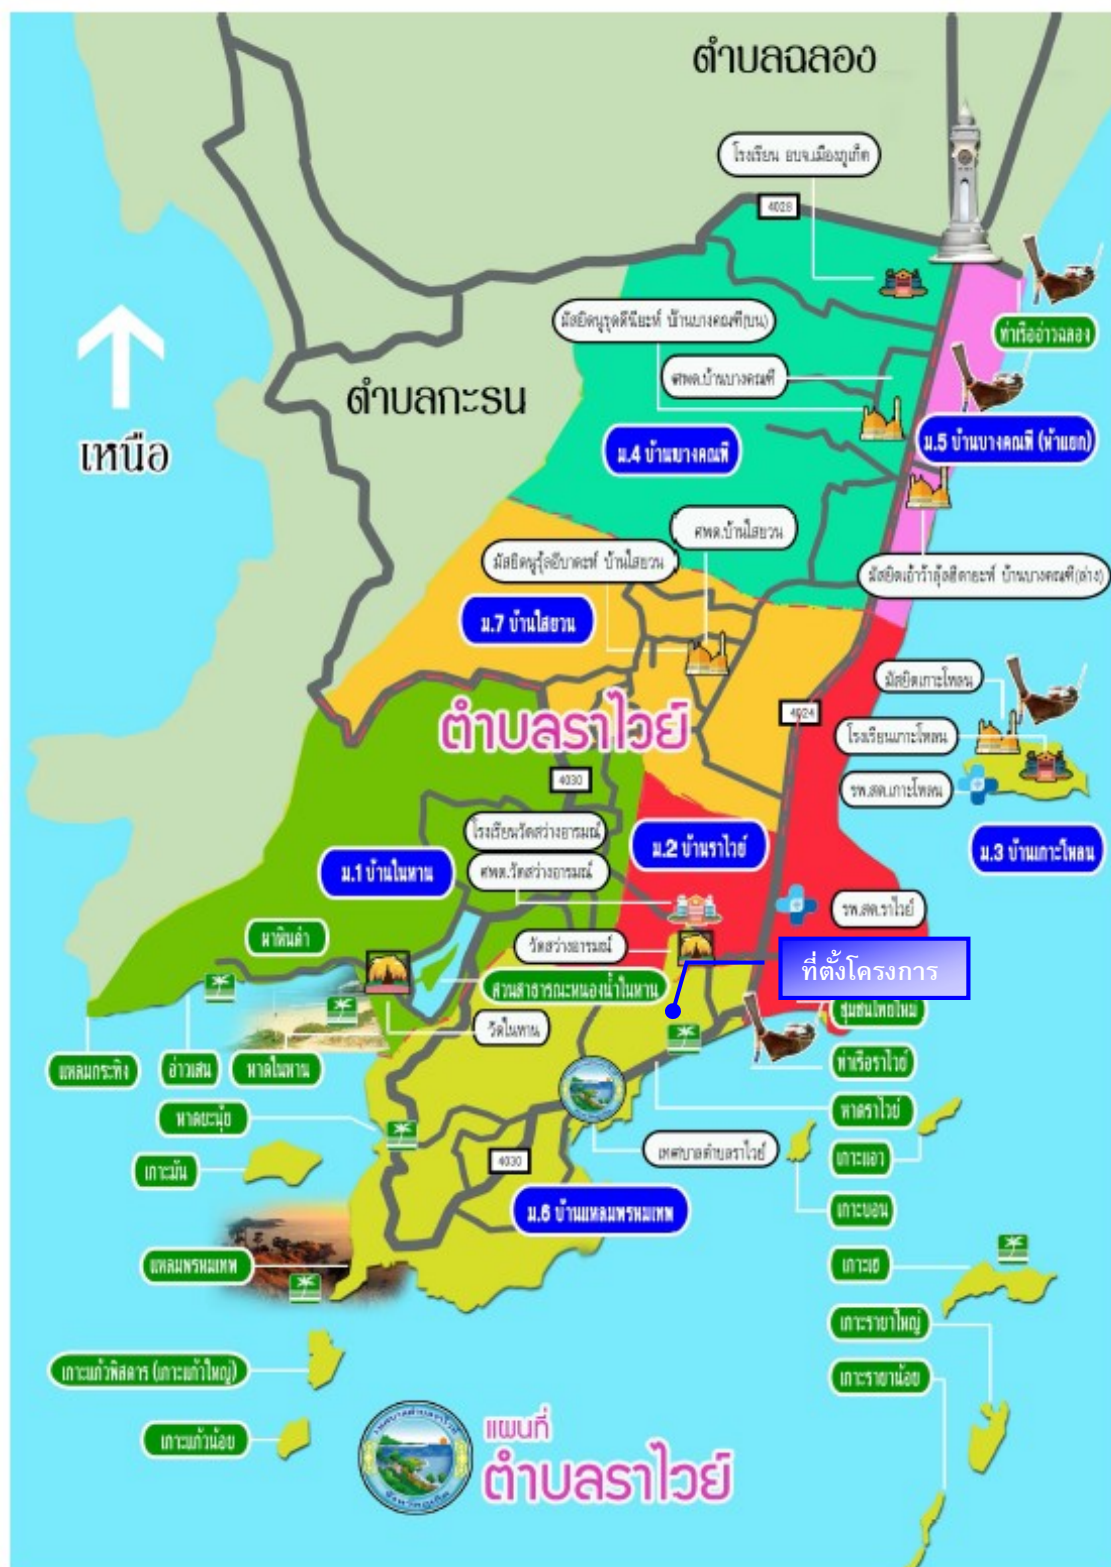 ตำบลฉลอง
โรงเรียน อบจ.เมืองภูเก็ต
4028
มัสยิดนูรุดดีนียะห์ บ้านบางคณฑี(บน)
ท่าเรืออ่าวฉลอง
ศพด.บ้านบางคณฑี
ตำบลกะรน
เหนือ
ม.4 บ้านบางคณฑี
ม.5 บ้านบางคณฑี (ห้าแยก)
ศพด.บ้านใสยวน
มัสยิดนูรุ้ลอีบาดะห์ บ้านใสยวน
มัสยิดเอ้าว์าลุ้ลฮิดายะห์ บ้านบางคณฑี(ล่าง)
ม.7 บ้านใสยวน
มัสยิดเกาะโหลน
4024
ตำบลราไวย์
โรงเรียนเกาะโหลน
4030
รพ.สต.เกาะโหลน
โรงเรียนวัดสว่างอารมณ์
ม.2 บ้านราไวย์
ม.3 บ้านเกาะโหลน
ม.1 บ้านในหาน
ศพด.วัดสว่างอารมณ์
รพ.สต.ราไวย์
ผาหินดำ
วัดสว่างอารมณ์
ที่ตั้งโครงการ
สวนสาธารณะหนองน้ำในหาน
ชุมชนไทยใหม่
วัดในหาน
แหลมกระทิง
อ่าวเสน
หาดในหาน
ท่าเรือราไวย์
หาดยะนุ้ย
หาดราไวย์
เทศบาลตำบลราไวย์
เกาะมัน
4030
เกาะแอว
ม.6 บ้านแหลมพรหมเทพ
เกาะบอน
แหลมพรหมเทพ
เกาะเฮ
เกาะรายาใหญ่
เกาะแก้วพิสดาร (เกาะแก้วใหญ่)
เกาะรายาน้อย
เกาะแก้วน้อย
แผนที่
ตำบลราไวย์
เทศบาลตำบลราไวย์
จังหวัดภูเก็ต